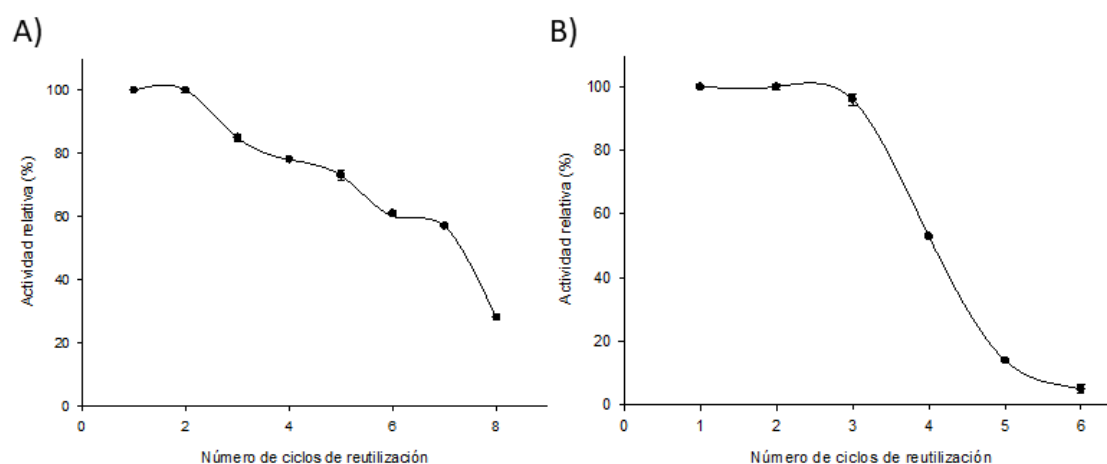 A)
Actividad relativa (%)
100
80
60
40
20
0
0 2 4 6 8
Número de ciclos de reutilización
B)
Actividad relativa (%)
100
80
60
40
20
0
0 1 2 3 4 5 6
Número de ciclos de reutilización